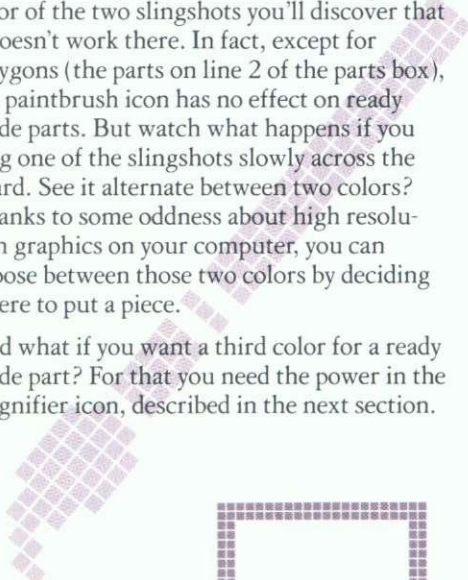 or of the two slingshots you'll discover that
oesn't work there. In fact, except for
ygons (the parts on line 2 of the parts box),
paintbrush icon has no effect on ready
de parts. But watch what happens if you
g one of the slingshots slowly across the
ard. See it alternate between two colors?
anks to some oddness about high resolu-
n graphics on your computer, you can
oose between those two colors by deciding
ere to put a piece.
d what if you want a third color for a ready
de part? For that you need the power in the
gnifier icon, described in the next section.